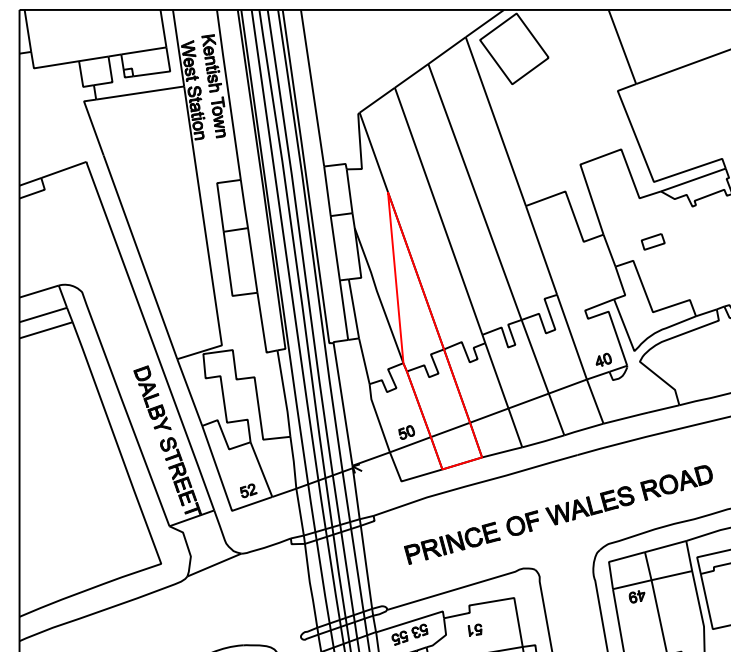 Kentish Town
West Station
DALBY STREET
40
50
52
PRINCE OF WALES ROAD
49
53 55
51